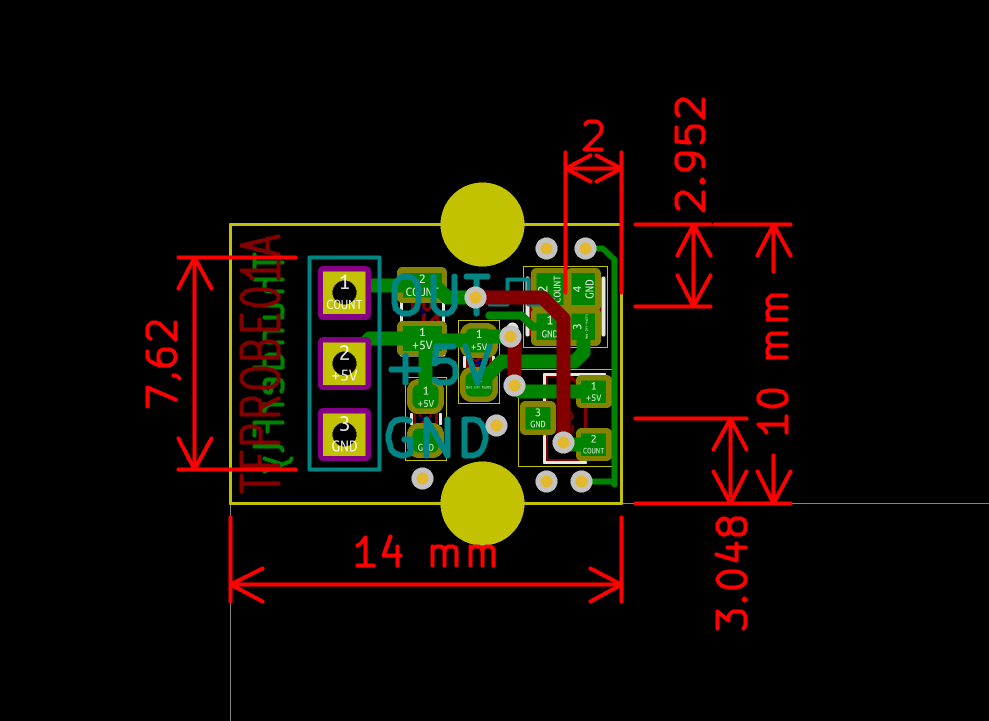 2
2.952
7,62
10 mm
3.048
14 mm
TFPROBE01A
OUT
+5V
GND
1
COUNT
2
+5V
3
GND
2
COUNT
1
+5V
1
+5V
1
+5V
GND
2
COUNT
4
GND
1
GND
3
1
+5V
3
GND
2
COUNT